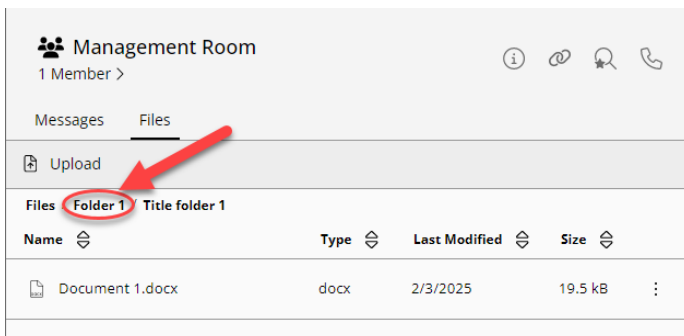 Management Room
1 Member >
Messages Files
Upload
Files / Folder 1 / Title folder 1
Name Type Last Modified Size
Document 1.docx docx 2/3/2025 19.5 kB